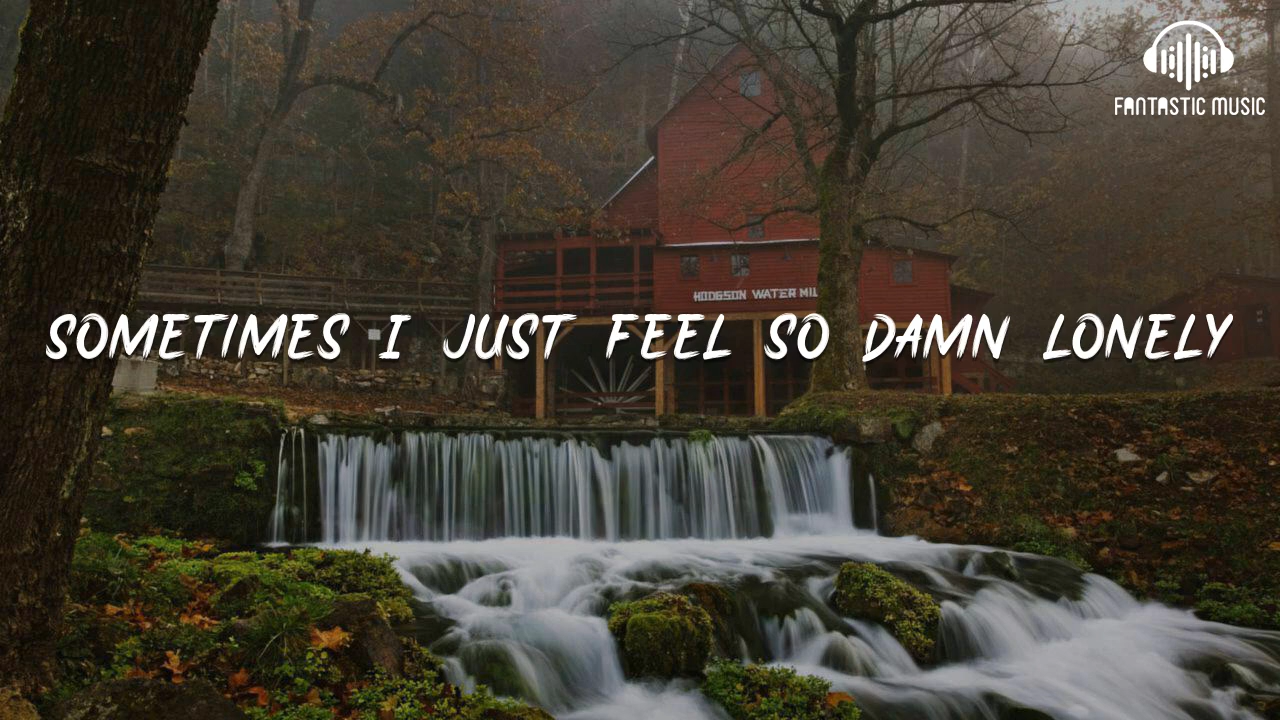 FANTASTIC MUSIC
HODGSON WATER MIL
SOMETIMES I JUST FEEL SO DAMN LONELY